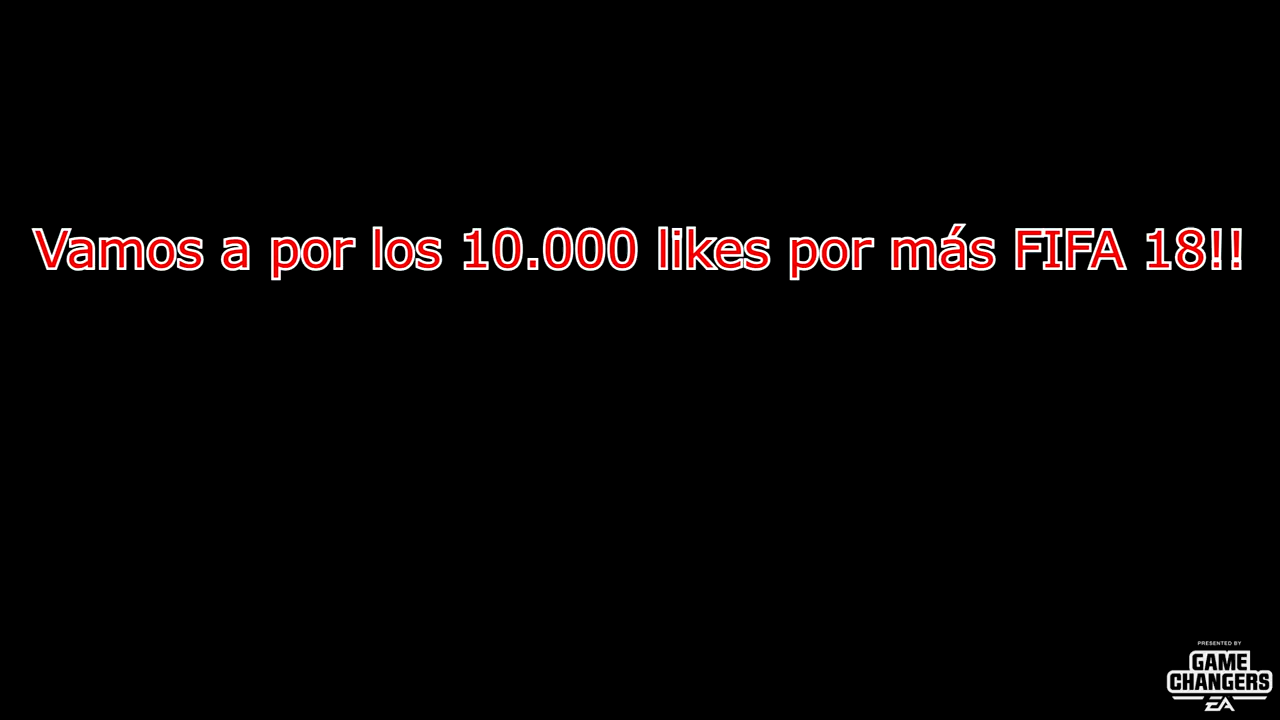 Vamos a por los 10.000 likes por más FIFA 18!!
PRESENTED BY
GAME
CHANGERS
EA